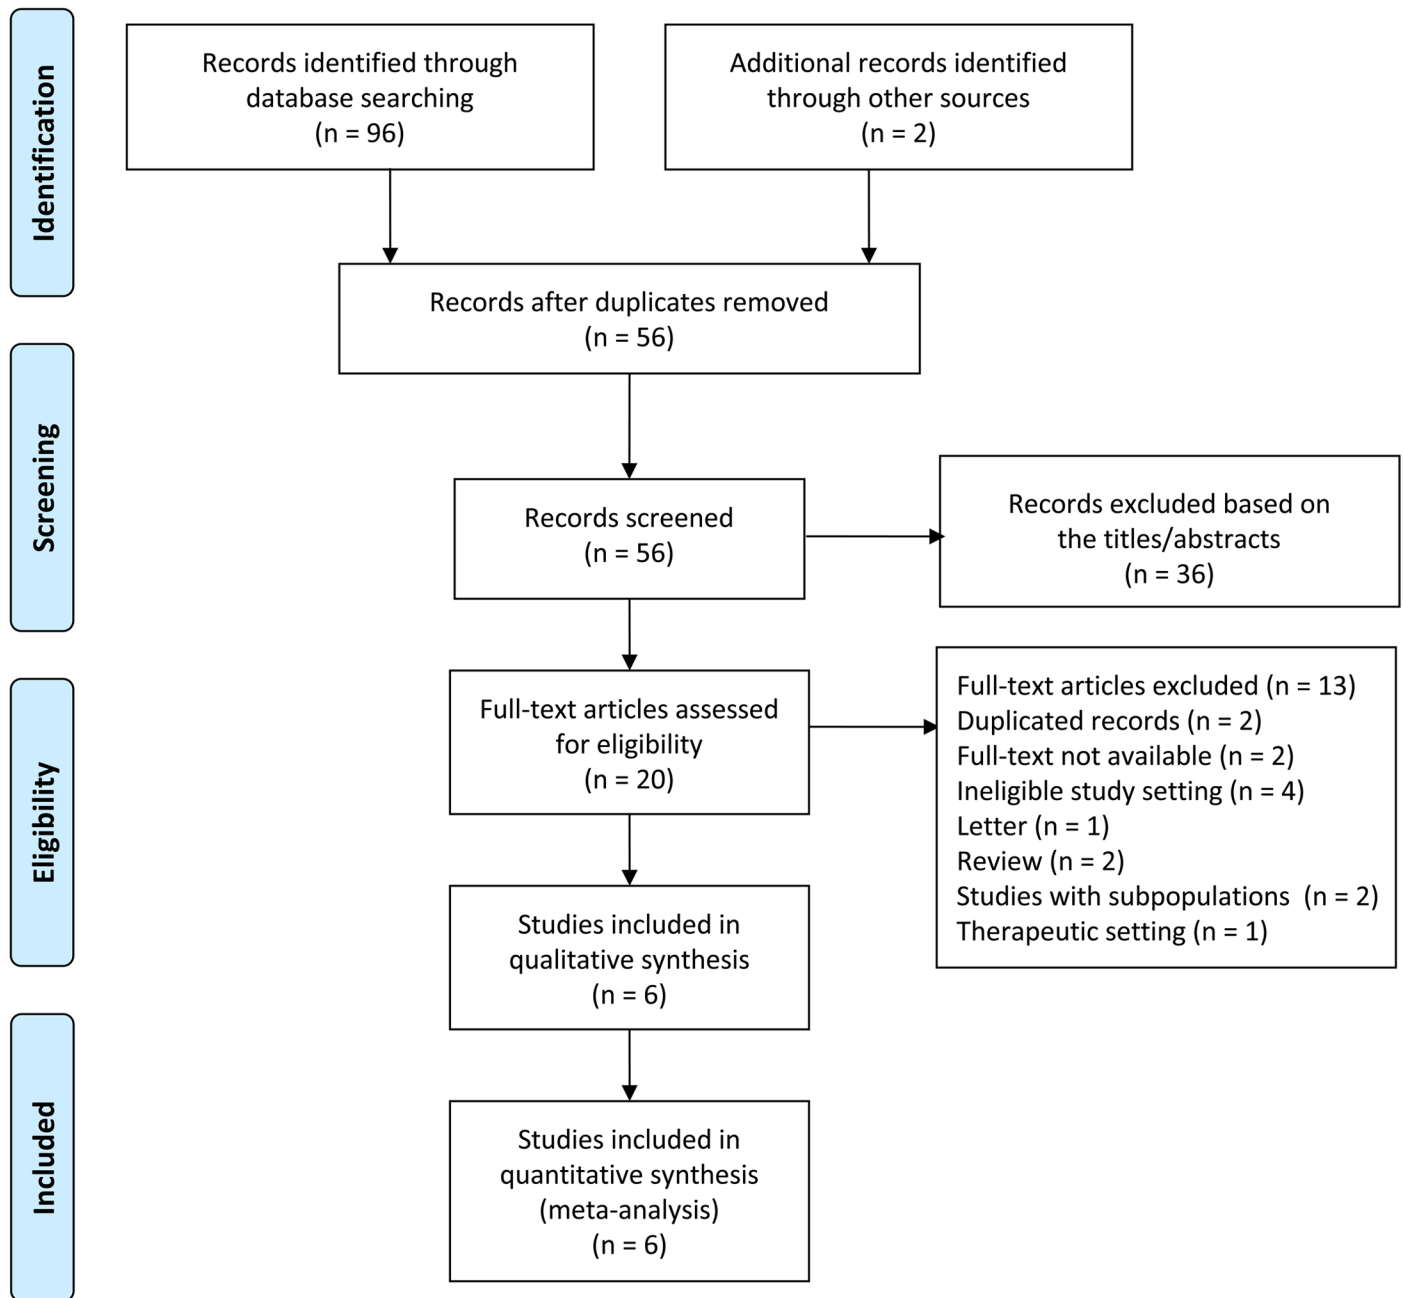 Identification
Records identified through
database searching
(n = 96)
Additional records identified
through other sources
(n = 2)
Records after duplicates removed
(n = 56)
Screening
Records screened
(n = 56)
Records excluded based on
the titles/abstracts
(n = 36)
Eligibility
Full-text articles assessed
for eligibility
(n = 20)
Full-text articles excluded (n = 13)
Duplicated records (n = 2)
Full-text not available (n = 2)
Ineligible study setting (n = 4)
Letter (n = 1)
Review (n = 2)
Studies with subpopulations  (n = 2)
Therapeutic setting (n = 1)
Studies included in
qualitative synthesis
(n = 6)
Included
Studies included in
quantitative synthesis
(meta-analysis)
(n = 6)